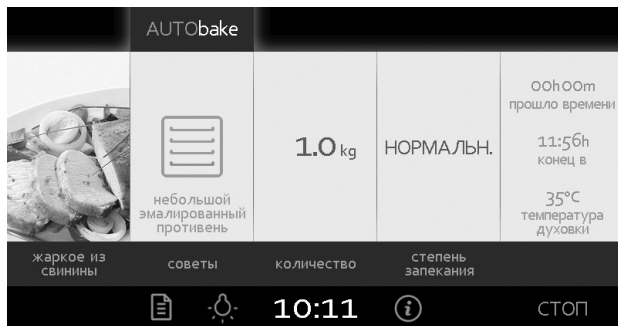 AUTObake
00h00m
прошло времени
11:56h
конец в
35°C
температура
духовки
1.0 kg
НОРМАЛЬН.
небольшой
эмалированный
противень
жаркое из
свинины
советы
количество
степень
запекания
10:11
СТОП